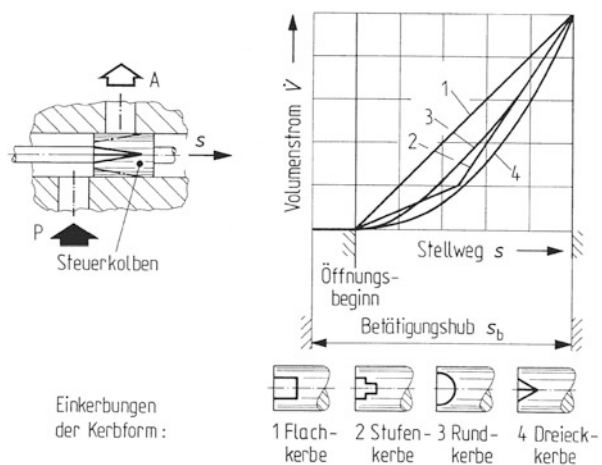 A
s
P
Steuerkolben
Volumenstrom V̇
1
3
2
4
Stellweg s
Öffnungs-
beginn
Betätigungshub s_b
Einkerbungen
der Kerbform :
1 Flach-
kerbe
2 Stufen-
kerbe
3 Rund-
kerbe
4 Dreieck-
kerbe